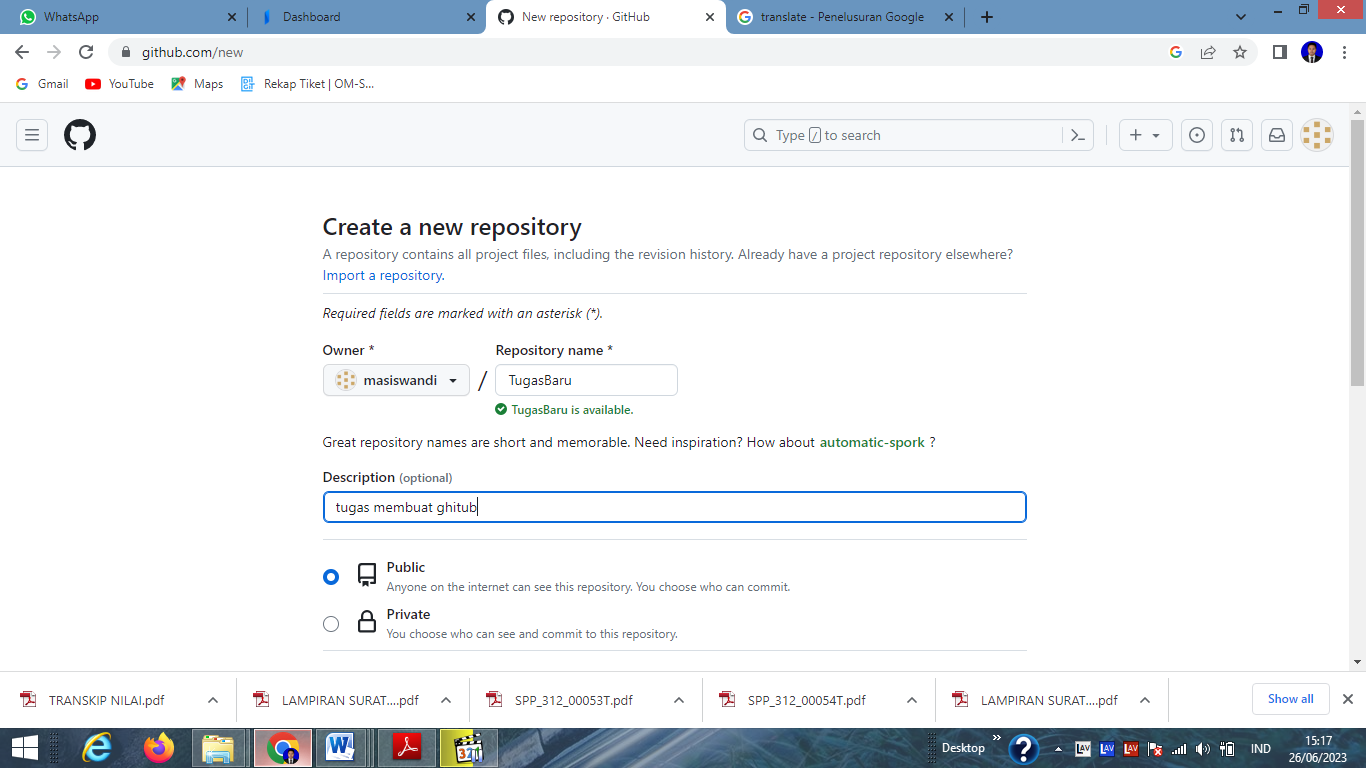 WhatsApp
Dashboard
New repository · GitHub
translate - Penelusuran Google
github.com/new
Gmail
YouTube
Maps
Rekap Tiket | OM-S...
Type / to search
Create a new repository
A repository contains all project files, including the revision history. Already have a project repository elsewhere?
Import a repository.
Required fields are marked with an asterisk (*).
Owner *
Repository name *
masiswandi
/
TugasBaru
TugasBaru is available.
Great repository names are short and memorable. Need inspiration? How about automatic-spork ?
Description (optional)
tugas membuat ghitub
Public
Anyone on the internet can see this repository. You choose who can commit.
Private
You choose who can see and commit to this repository.
TRANSKIP NILAI.pdf
LAMPIRAN SURAT....pdf
SPP_312_00053T.pdf
SPP_312_00054T.pdf
LAMPIRAN SURAT....pdf
Show all
Desktop
LAV
LAV
LAV
IND
15:17
26/06/2023